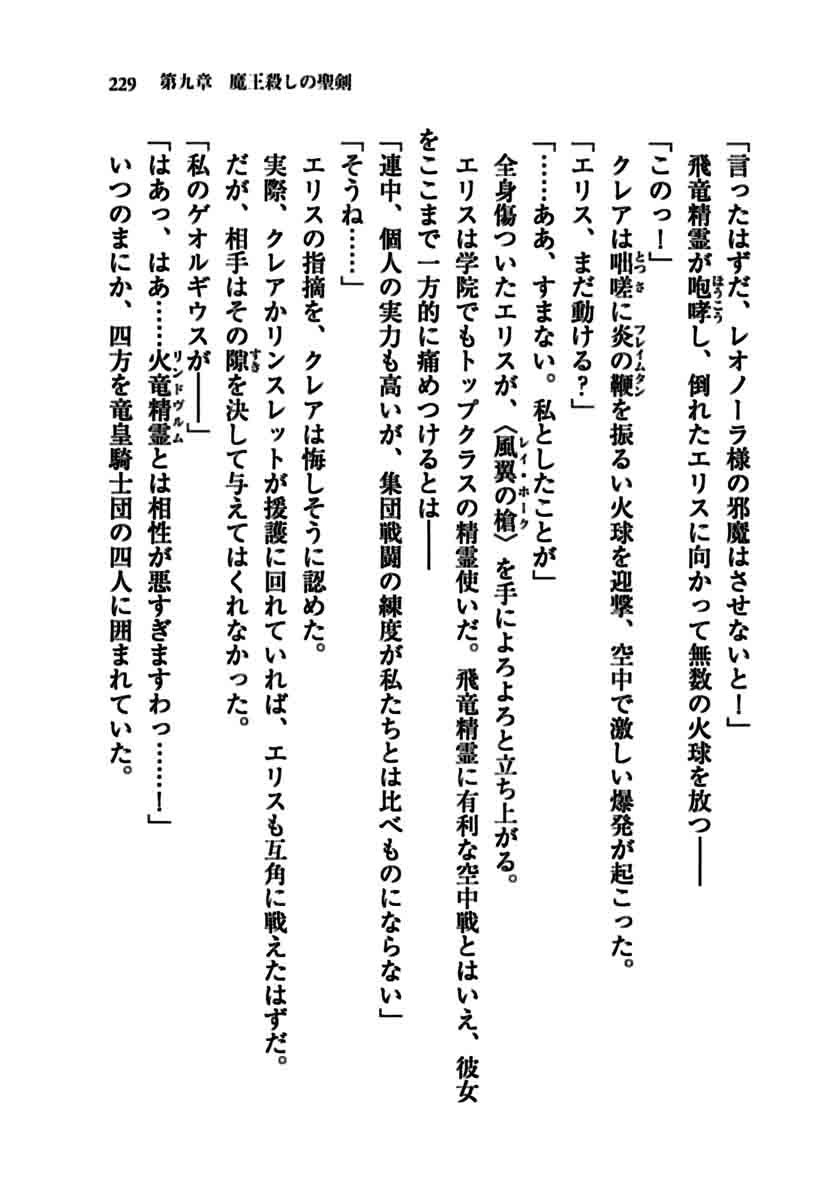 229　第九章　魔王殺しの聖剣
「言ったはずだ、レオノーラ様の邪魔はさせないと！」
飛竜精霊が咆哮し、倒れたエリスに向かって無数の火球を放つ――
「このっ！」
クレアは咄嗟に炎の鞭を振るい火球を迎撃、空中で激しい爆発が起こった。
「エリス、まだ動ける？」
「……ああ、すまない。私としたことが」
全身傷ついたエリスが、〈風翼の槍〉を手によろよろと立ち上がる。
エリスは学院でもトップクラスの精霊使いだ。飛竜精霊に有利な空中戦とはいえ、彼女
をここまで一方的に痛めつけるとは――
「連中、個人の実力も高いが、集団戦闘の練度が私たちとは比べものにならない」
「そうね……」
エリスの指摘を、クレアは悔しそうに認めた。
実際、クレアかリンスレットが援護に回れていれば、エリスも互角に戦えたはずだ。
だが、相手はその隙を決して与えてはくれなかった。
「私のゲオルギウスが――」
「はあっ、はあ……火竜精霊とは相性が悪すぎますわっ……！」
いつのまにか、四方を竜皇騎士団の四人に囲まれていた。